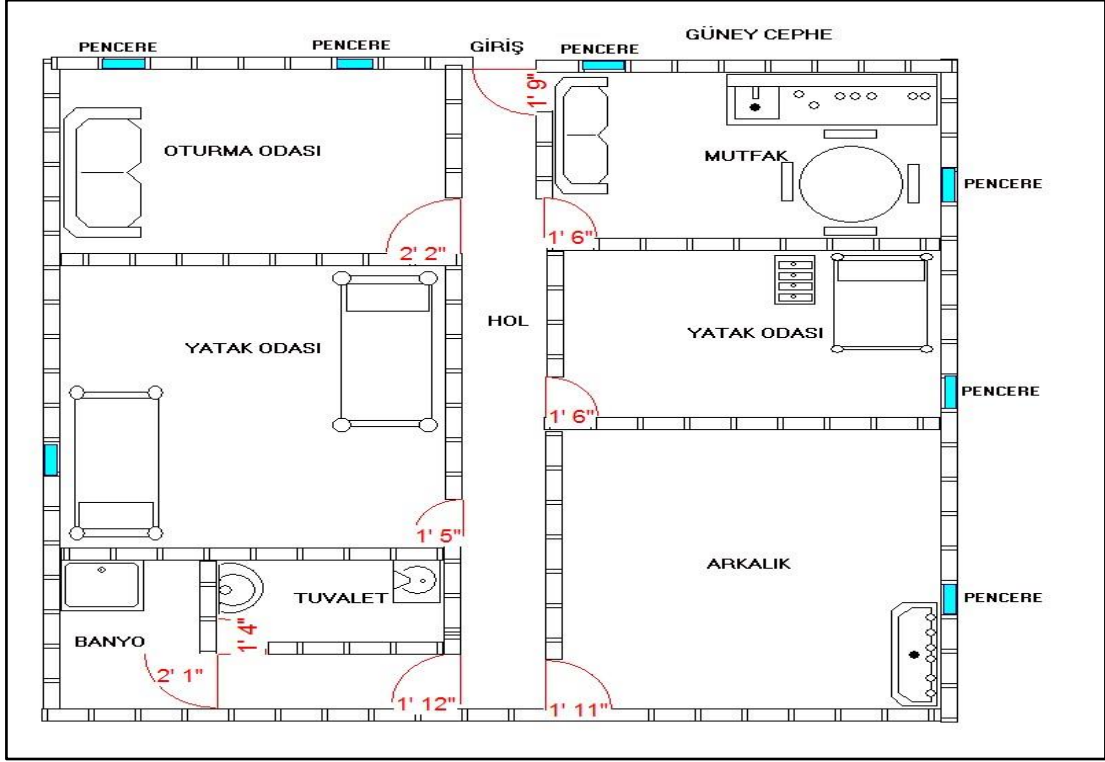 GÜNEY CEPHE
PENCERE
PENCERE
GİRİŞ
PENCERE
1' 9"
OTURMA ODASI
MUTFAK
PENCERE
2' 2"
1' 6"
HOL
YATAK ODASI
YATAK ODASI
PENCERE
1' 6"
1' 5"
ARKALIK
TUVALET
PENCERE
BANYO
1' 4"
2' 1"
1' 12"
1' 11"